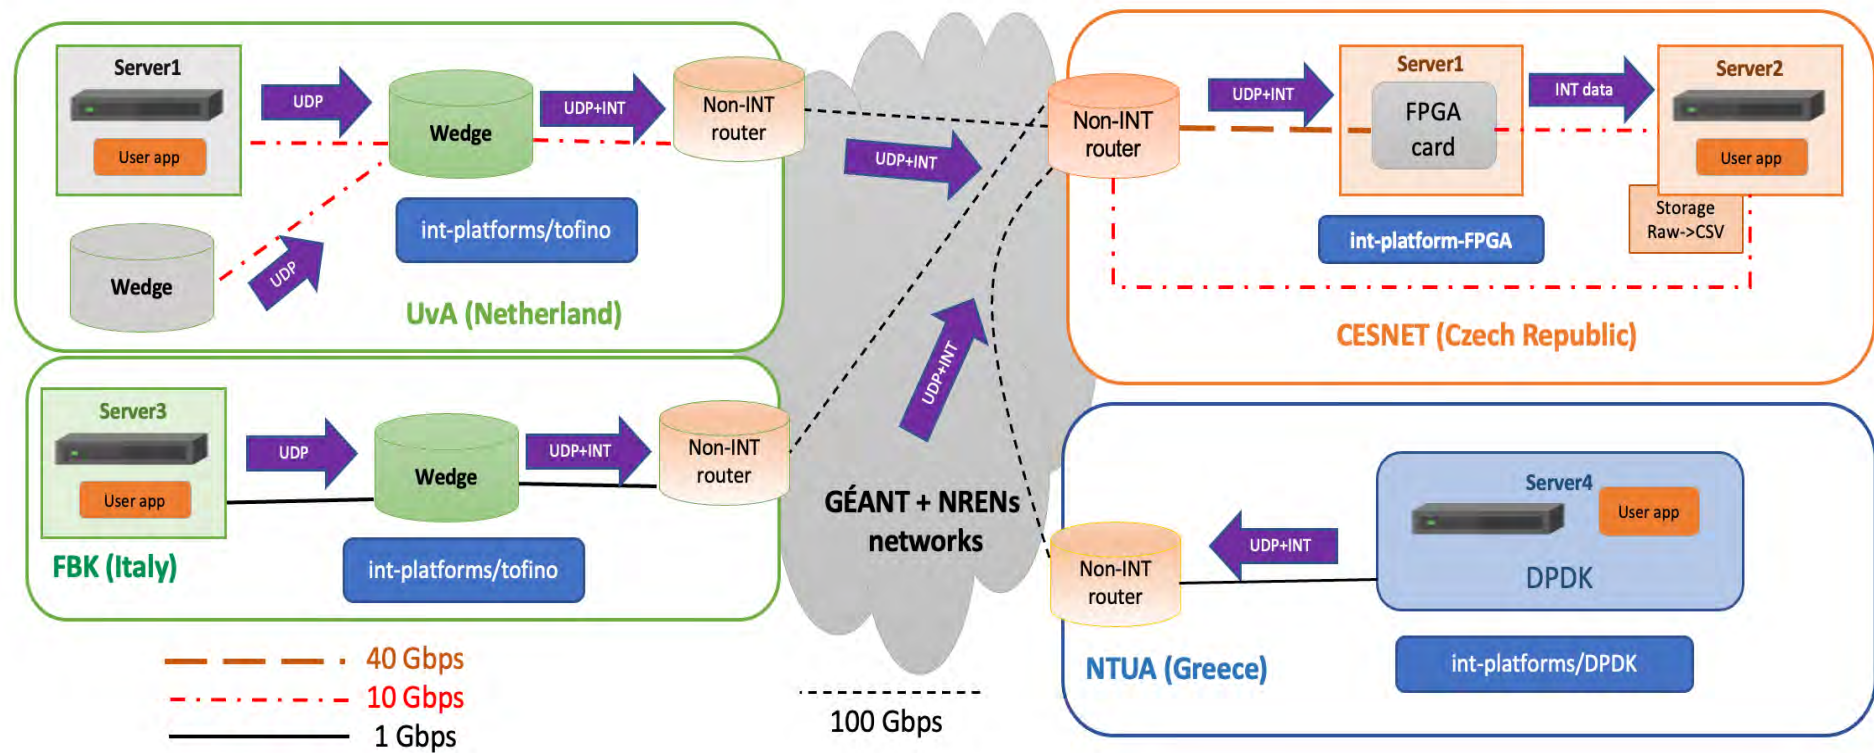 Server1
User app
UDP
Wedge
UDP+INT
Non-INT
router
int-platforms/tofino
Wedge
UDP
UvA (Netherland)
Server3
User app
UDP
Wedge
UDP+INT
Non-INT
router
FBK (Italy)
int-platforms/tofino
UDP+INT
UDP+INT
GÉANT + NRENs
networks
Non-INT
router
UDP+INT
Server1
FPGA
card
INT data
Server2
User app
Storage
Raw->CSV
int-platform-FPGA
CESNET (Czech Republic)
Non-INT
router
UDP+INT
Server4
User app
DPDK
NTUA (Greece)
int-platforms/DPDK
40 Gbps
10 Gbps
1 Gbps
100 Gbps